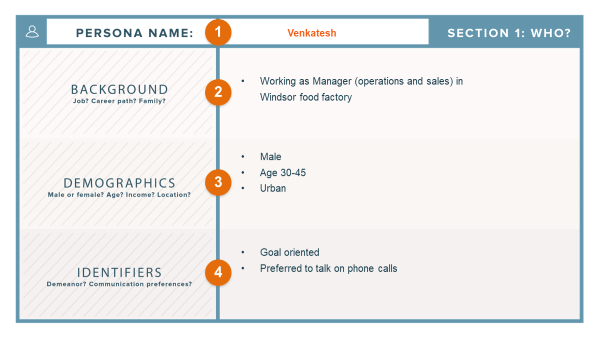 PERSONA NAME:
1
Venkatesh
SECTION 1: WHO?
BACKGROUND
Job? Career path? Family?
2
• Working as Manager (operations and sales) in
Windsor food factory
DEMOGRAPHICS
Male or female? Age? Income? Location?
3
• Male
• Age 30-45
• Urban
IDENTIFIERS
Demeanor? Communication preferences?
4
• Goal oriented
• Preferred to talk on phone calls